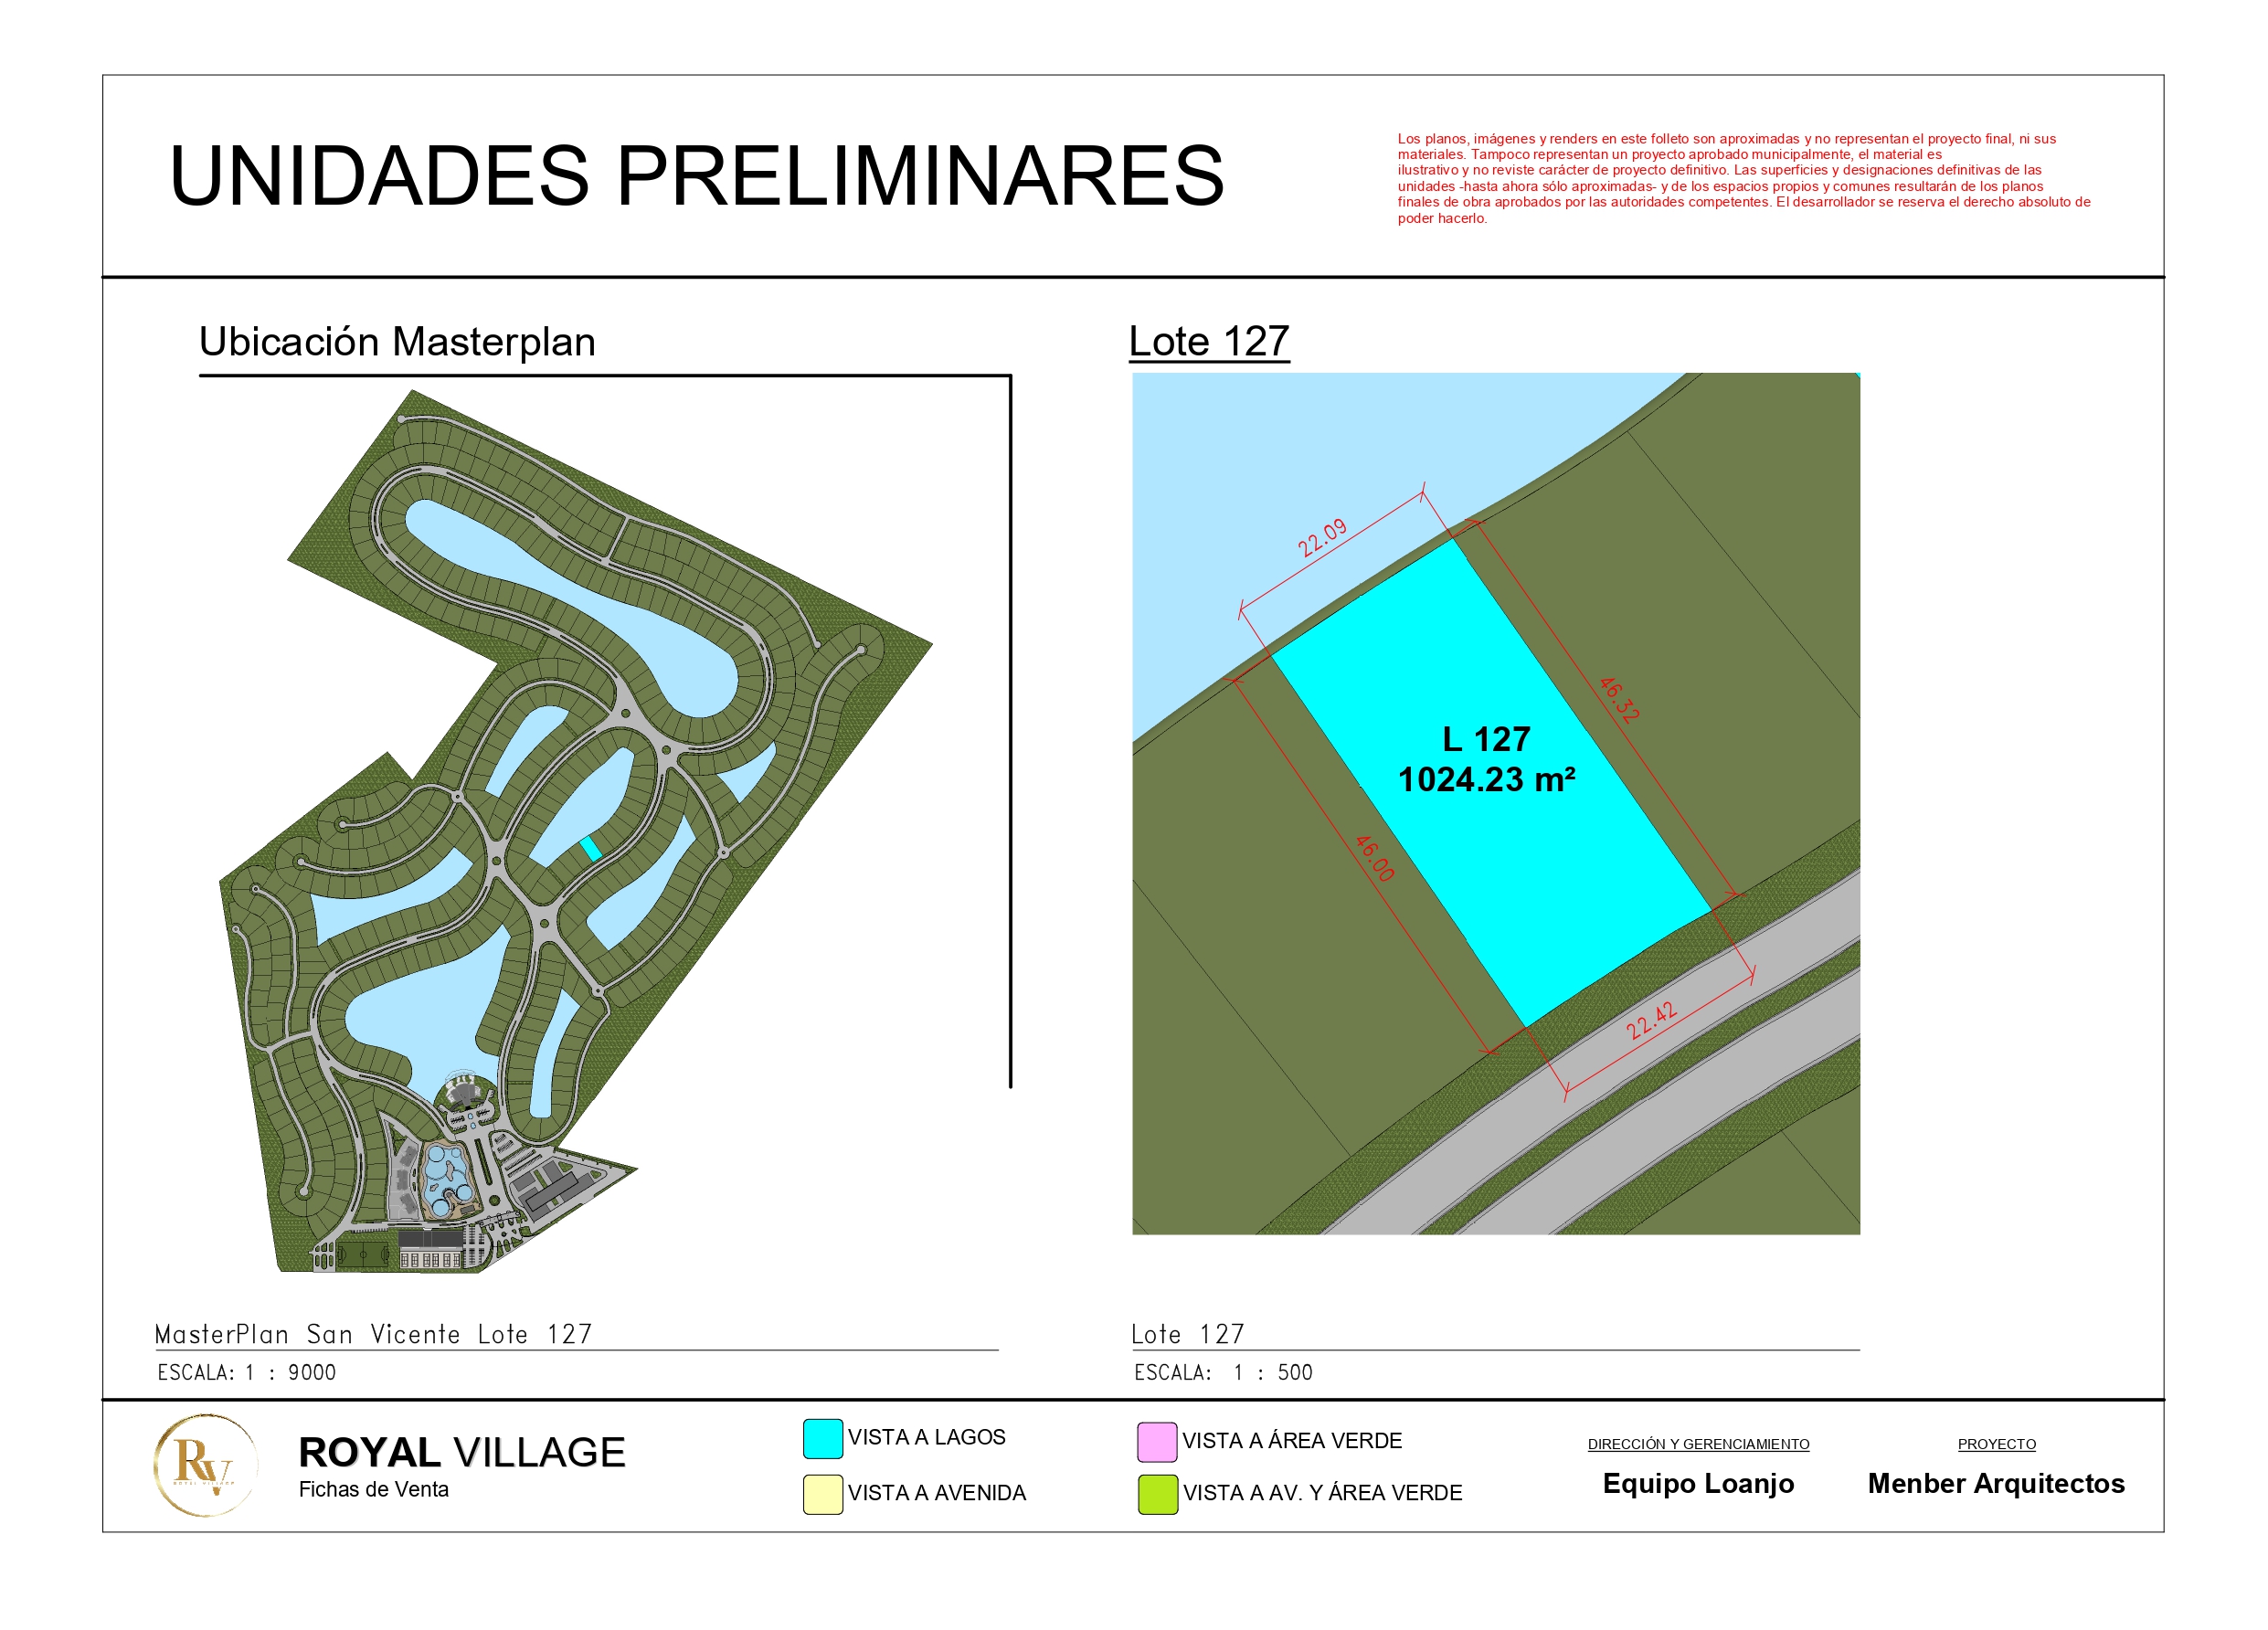 UNIDADES PRELIMINARES
Los planos, imágenes y renders en este folleto son aproximadas y no representan el proyecto final, ni sus
materiales. Tampoco representan un proyecto aprobado municipalmente, el material es
ilustrativo y no reviste carácter de proyecto definitivo. Las superficies y designaciones definitivas de las
unidades -hasta ahora sólo aproximadas- y de los espacios propios y comunes resultarán de los planos
finales de obra aprobados por las autoridades competentes. El desarrollador se reserva el derecho absoluto de
poder hacerlo.
Ubicación Masterplan
Lote 127
22.09
46.32
L 127
1024.23 m²
46.00
22.42
MasterPlan San Vicente Lote 127
ESCALA: 1 : 9000
Lote 127
ESCALA: 1 : 500
RV
ROYAL VILLAGE
ROYAL VILLAGE
Fichas de Venta
VISTA A LAGOS
VISTA A AVENIDA
VISTA A ÁREA VERDE
VISTA A AV. Y ÁREA VERDE
DIRECCIÓN Y GERENCIAMIENTO
Equipo Loanjo
PROYECTO
Menber Arquitectos